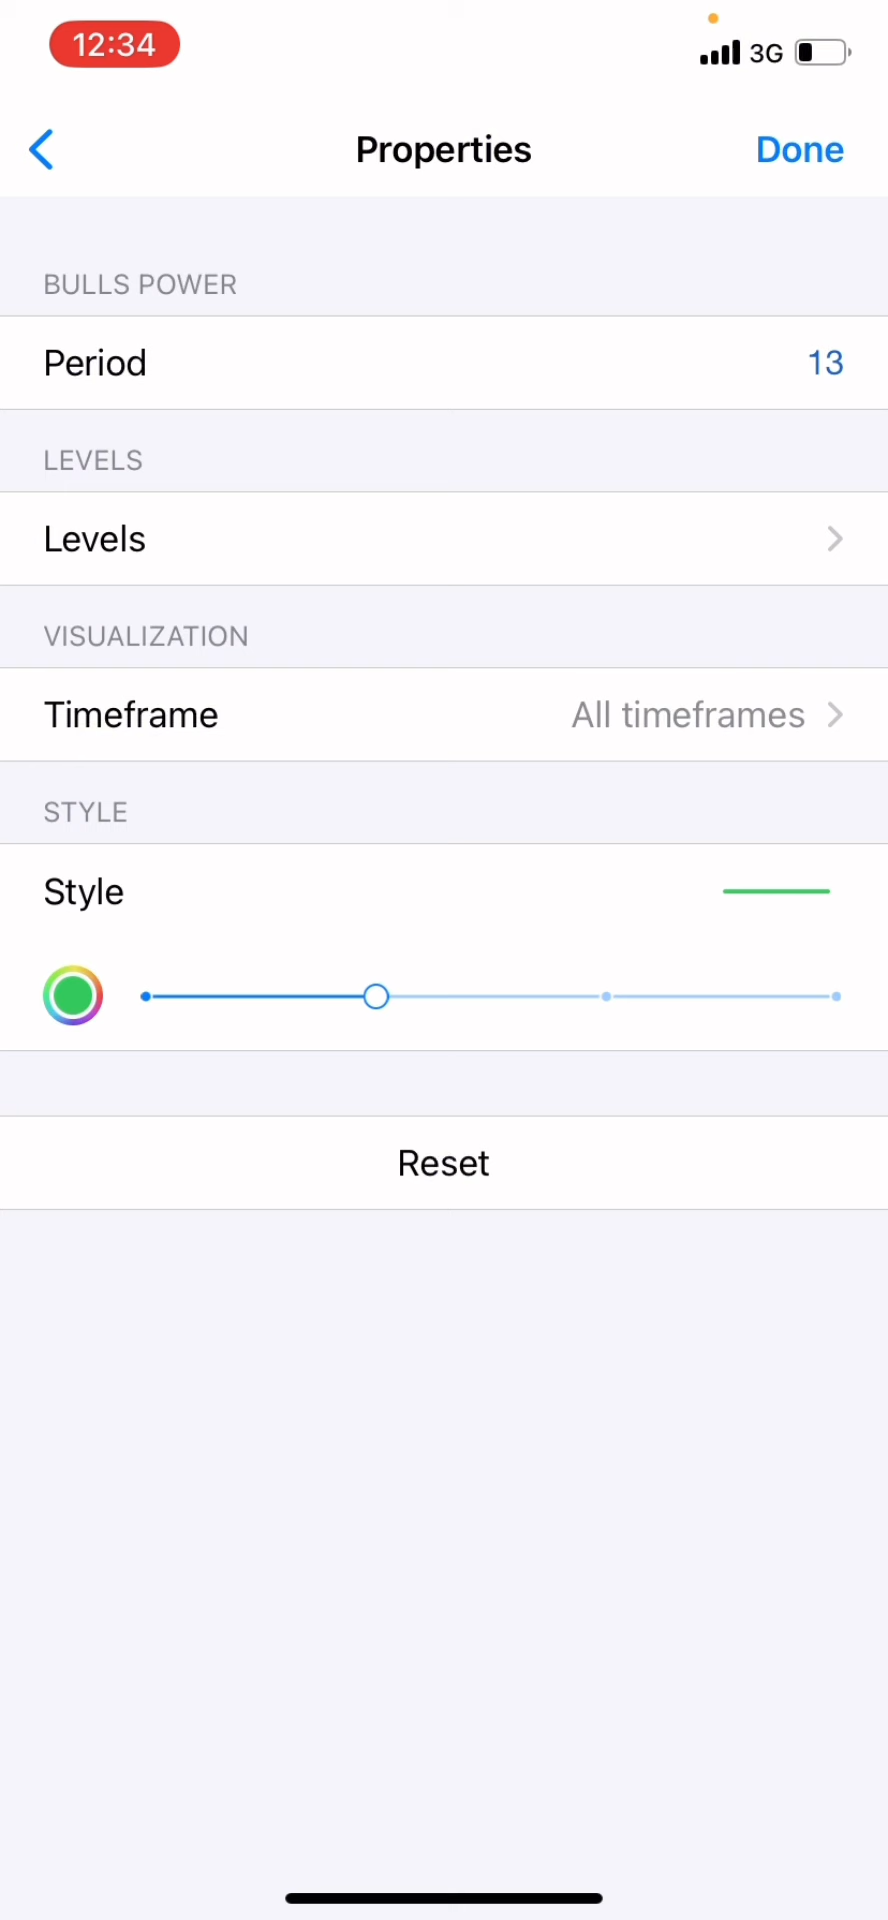 12:34
3G
Properties
Done
BULLS POWER
Period
13
LEVELS
Levels
VISUALIZATION
Timeframe
All timeframes
STYLE
Style
Reset